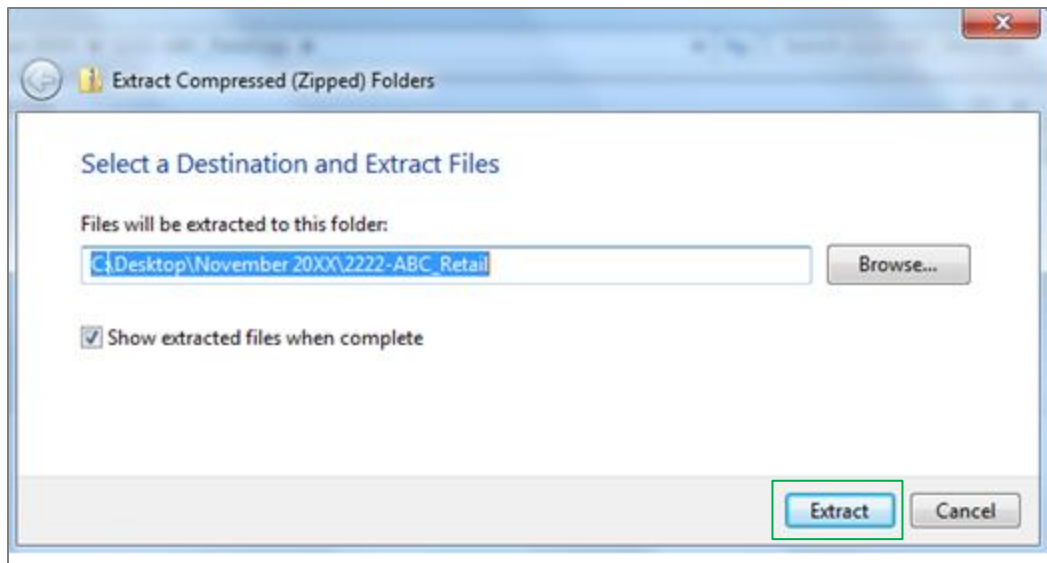 Extract Compressed (Zipped) Folders
Select a Destination and Extract Files
Files will be extracted to this folder:
C:\Desktop\November 20XX\2222-ABC_Retail
Browse...
Show extracted files when complete
Extract
Cancel